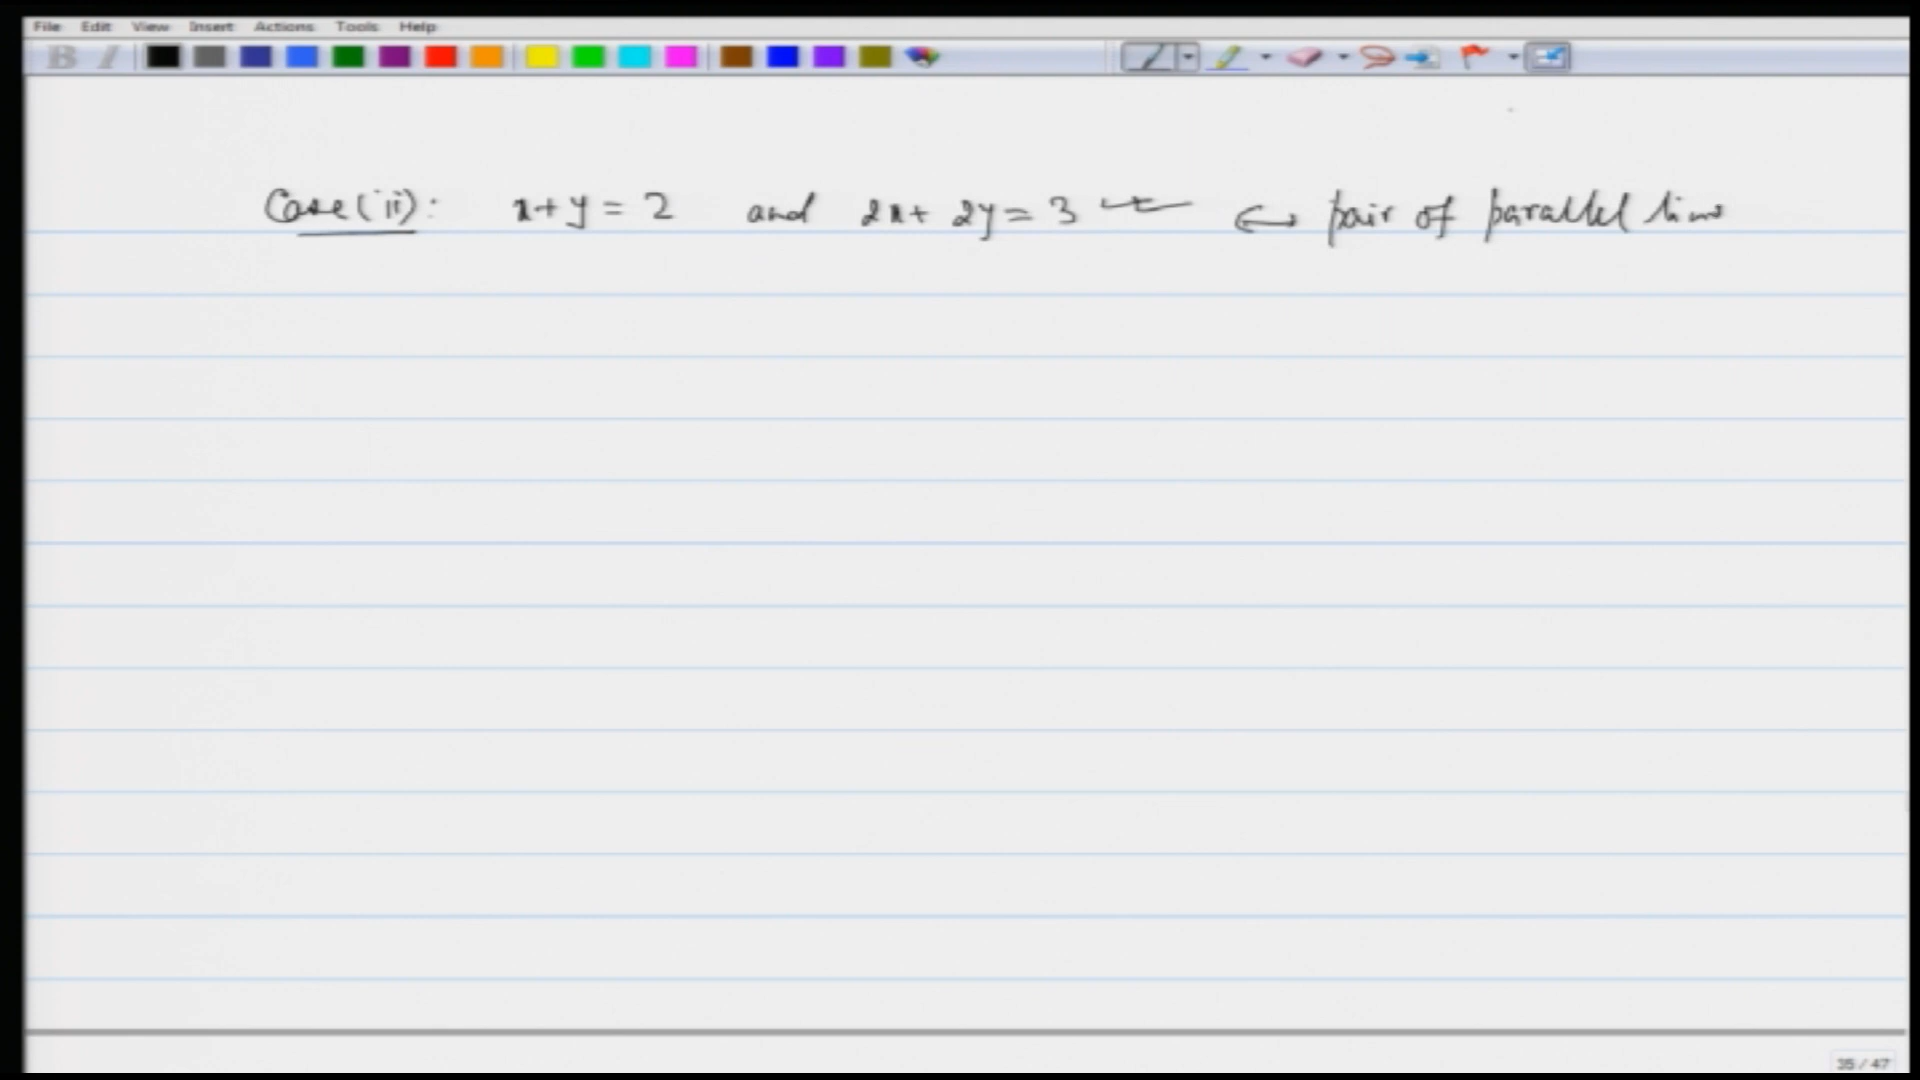 File Edit View Insert Actions Tools Help
B I
Case(ii): x+y=2 and 2x+2y=3 ↩ pair of parallel lines
35 / 47